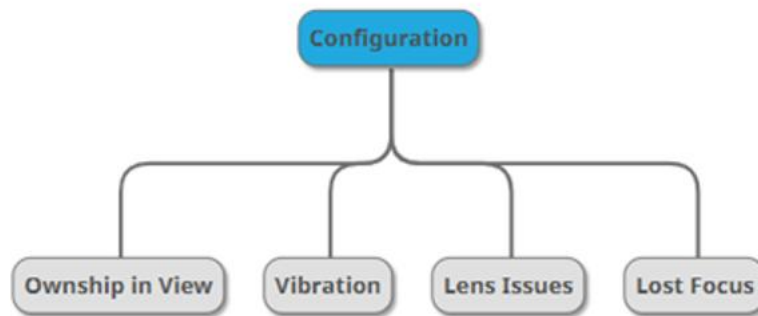 Configuration
Ownship in View
Vibration
Lens Issues
Lost Focus